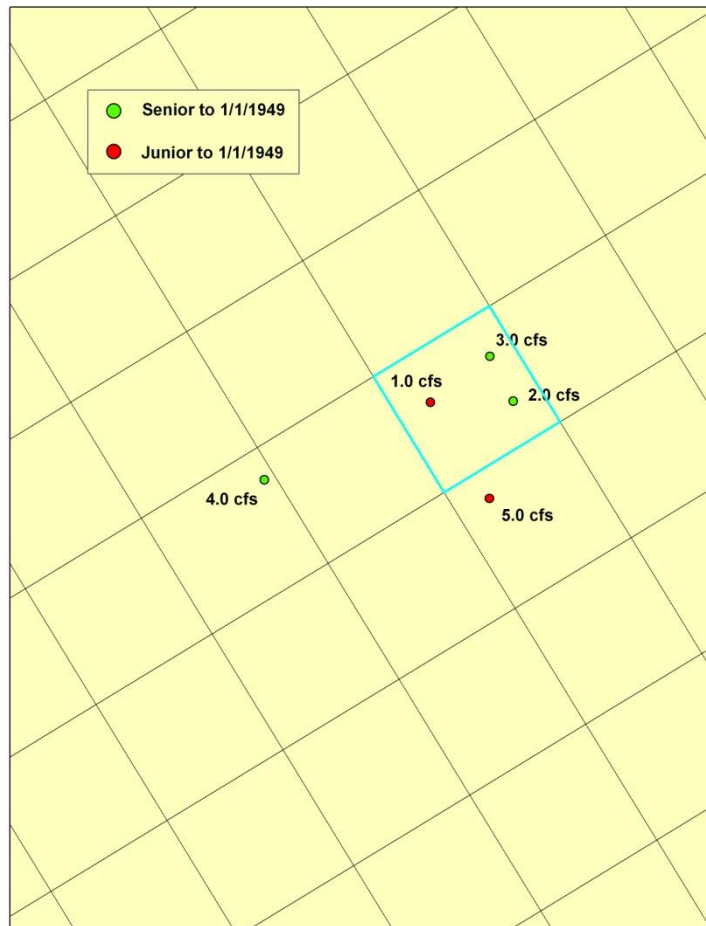 Senior to 1/1/1949
Junior to 1/1/1949
3.0 cfs
1.0 cfs
2.0 cfs
4.0 cfs
5.0 cfs